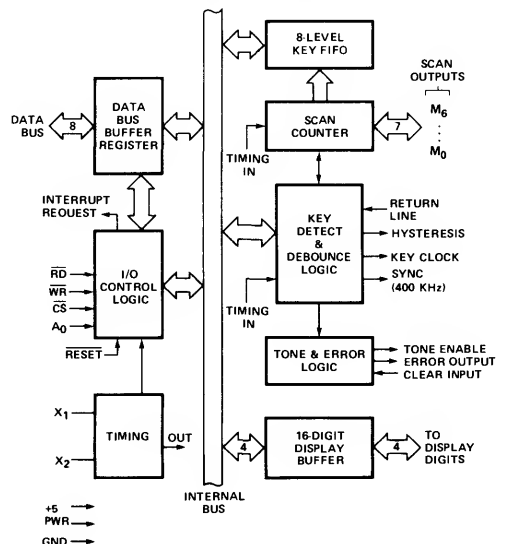 8-LEVEL
KEY FIFO
SCAN
OUTPUTS
DATA
BUS
8
DATA
BUS
BUFFER
REGISTER
SCAN
COUNTER
7
M6
M0
TIMING
IN
INTERRUPT
REQUEST
KEY
DETECT
&
DEBOUNCE
LOGIC
RETURN
LINE
HYSTERESIS
KEY CLOCK
SYNC
(400 KHz)
RD
WR
CS
A0
I/O
CONTROL
LOGIC
TIMING
IN
RESET
TONE & ERROR
LOGIC
TONE ENABLE
ERROR OUTPUT
CLEAR INPUT
X1
X2
TIMING
OUT
4
16-DIGIT
DISPLAY
BUFFER
4
TO
DISPLAY
DIGITS
INTERNAL
BUS
+5
PWR
GND